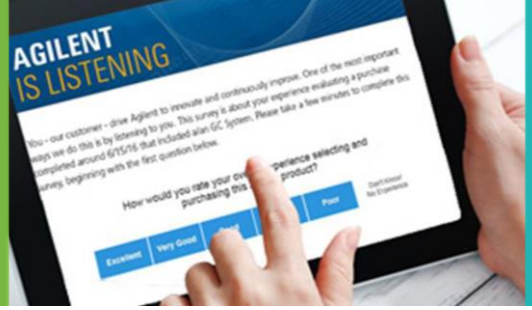 AGILENT
IS LISTENING
You - our customer - drive Agilent to innovate and continuously improve. One of the most important
ways we do this is by listening to you. This survey is about your experience evaluating a purchine
completed around 6/15/16 that included a/an GC System, Please take a few minutes to complete this
survey, beginning with the first question below.
How would you rate your experience selecting and
purchasing this product?
Excellent Very Good Poor Don't Know/
No Experience